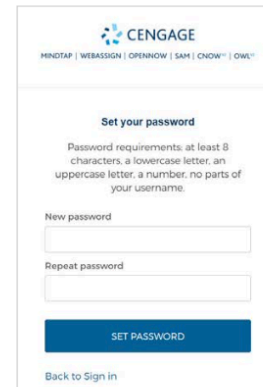 CENGAGE
MINDTAP | WEBASSIGN | OPENNOW | SAM | CNOW | OWL
Set your password
Password requirements: at least 8
characters, a lowercase letter, an
uppercase letter, a number, no parts of
your username.
New password
Repeat password
SET PASSWORD
Back to Sign in